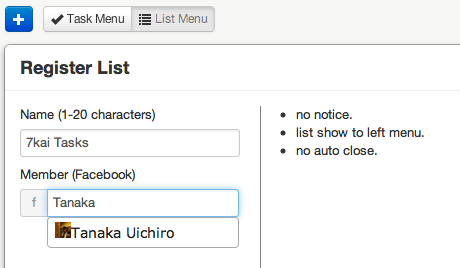 Task Menu List Menu
Register List
Name (1-20 characters)
7kai Tasks
Member (Facebook)
f Tanaka
Tanaka Uichiro
no notice.
list show to left menu.
no auto close.